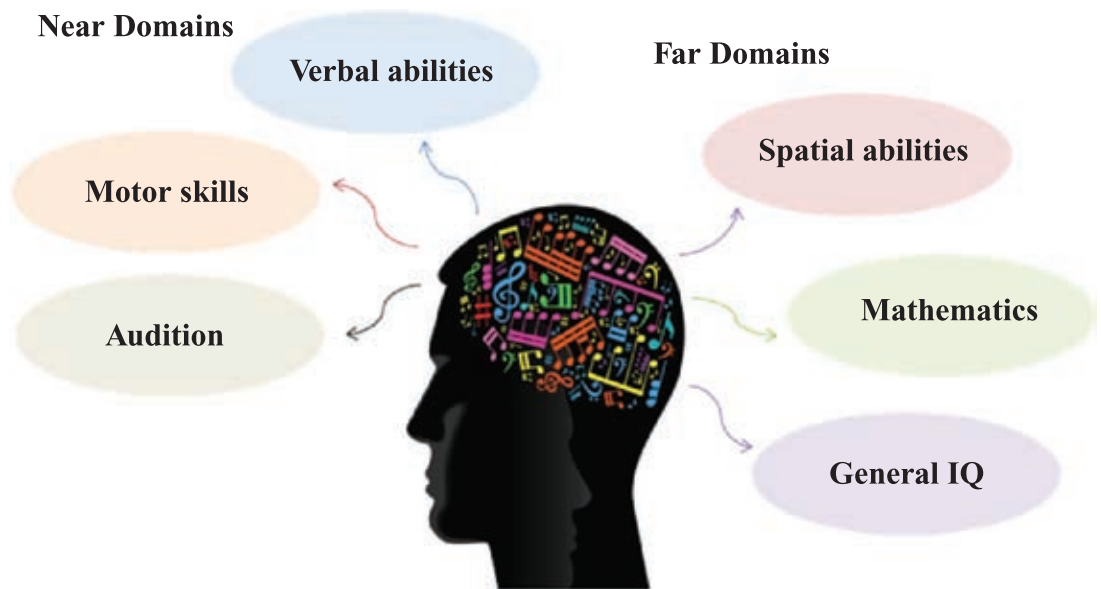 Near Domains
Verbal abilities
Motor skills
Audition
Far Domains
Spatial abilities
Mathematics
General IQ